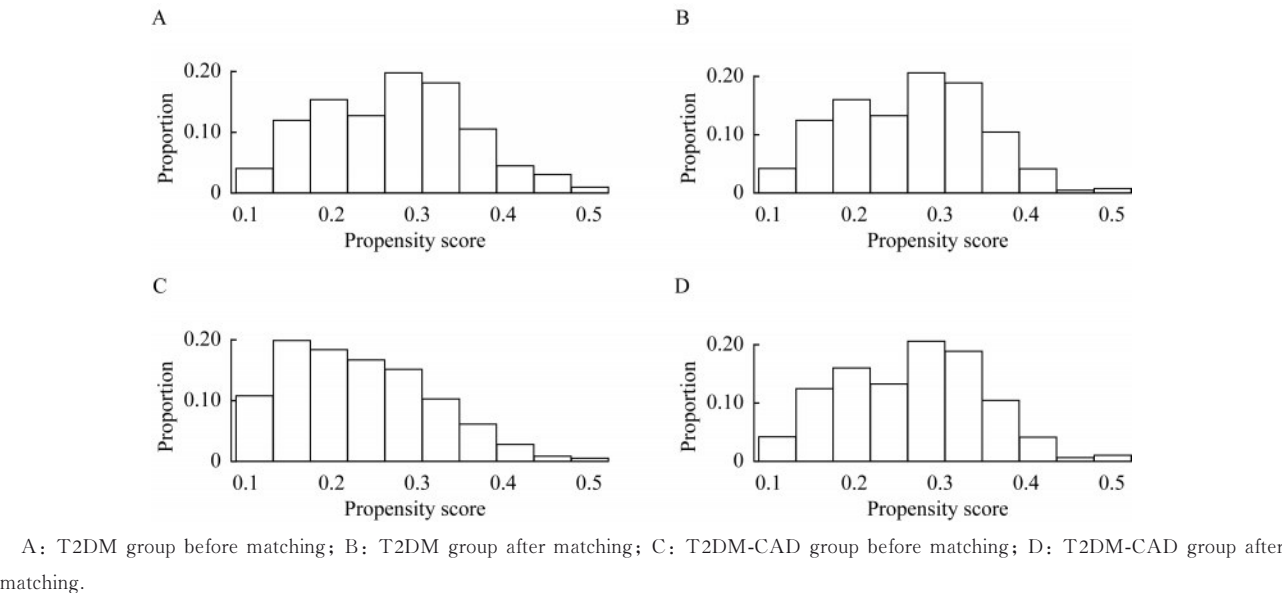 A
B
0.20
0.10
0
Proportion
0.1 0.2 0.3 0.4 0.5
Propensity score
0.20
0.10
0
Proportion
0.1 0.2 0.3 0.4 0.5
Propensity score
C
D
0.20
0.10
0
Proportion
0.1 0.2 0.3 0.4 0.5
Propensity score
0.20
0.10
0
Proportion
0.1 0.2 0.3 0.4 0.5
Propensity score
A：T2DM group before matching；B：T2DM group after matching；C：T2DM-CAD group before matching；D：T2DM-CAD group after
matching.